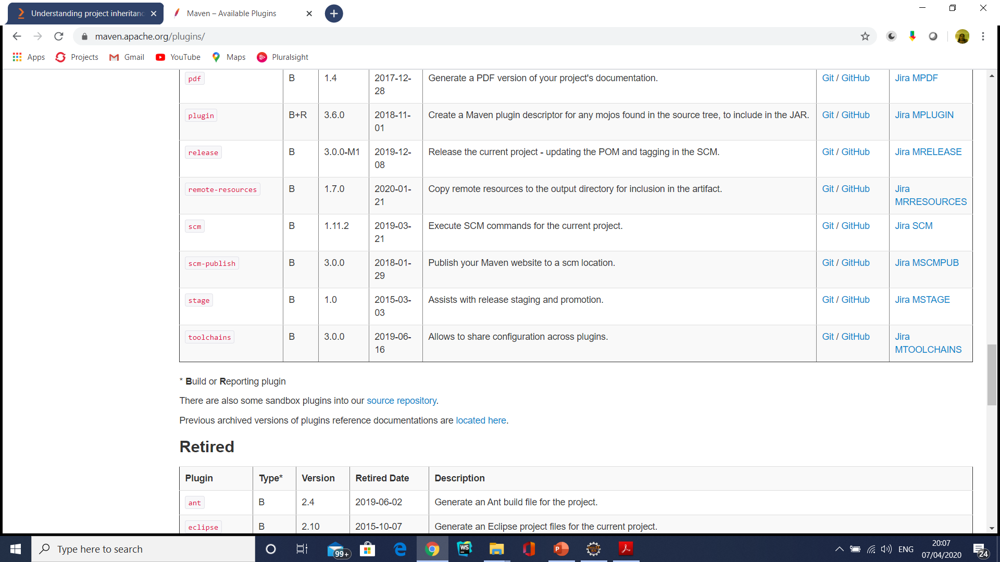 Understanding project inheritanc
Maven – Available Plugins
maven.apache.org/plugins/
Apps Projects Gmail YouTube Maps Pluralsight
pdf B 1.4 2017-12-28 Generate a PDF version of your project's documentation. Git / GitHub Jira MPDF
plugin B+R 3.6.0 2018-11-01 Create a Maven plugin descriptor for any mojos found in the source tree, to include in the JAR. Git / GitHub Jira MPLUGIN
release B 3.0.0-M1 2019-12-08 Release the current project - updating the POM and tagging in the SCM. Git / GitHub Jira MRELEASE
remote-resources B 1.7.0 2020-01-21 Copy remote resources to the output directory for inclusion in the artifact. Git / GitHub Jira MRRESOURCES
scm B 1.11.2 2019-03-21 Execute SCM commands for the current project. Git / GitHub Jira SCM
scm-publish B 3.0.0 2018-01-29 Publish your Maven website to a scm location. Git / GitHub Jira MSCMPUB
stage B 1.0 2015-03-03 Assists with release staging and promotion. Git / GitHub Jira MSTAGE
toolchains B 3.0.0 2019-06-16 Allows to share configuration across plugins. Git / GitHub Jira MTOOLCHAINS
* Build or Reporting plugin
There are also some sandbox plugins into our source repository.
Previous archived versions of plugins reference documentations are located here.
Retired
Plugin Type* Version Retired Date Description
ant B 2.4 2019-06-02 Generate an Ant build file for the project.
eclipse B 2.10 2015-10-07 Generate an Eclipse project files for the current project.
Type here to search
99+
WS
ENG
20:07
07/04/2020
24